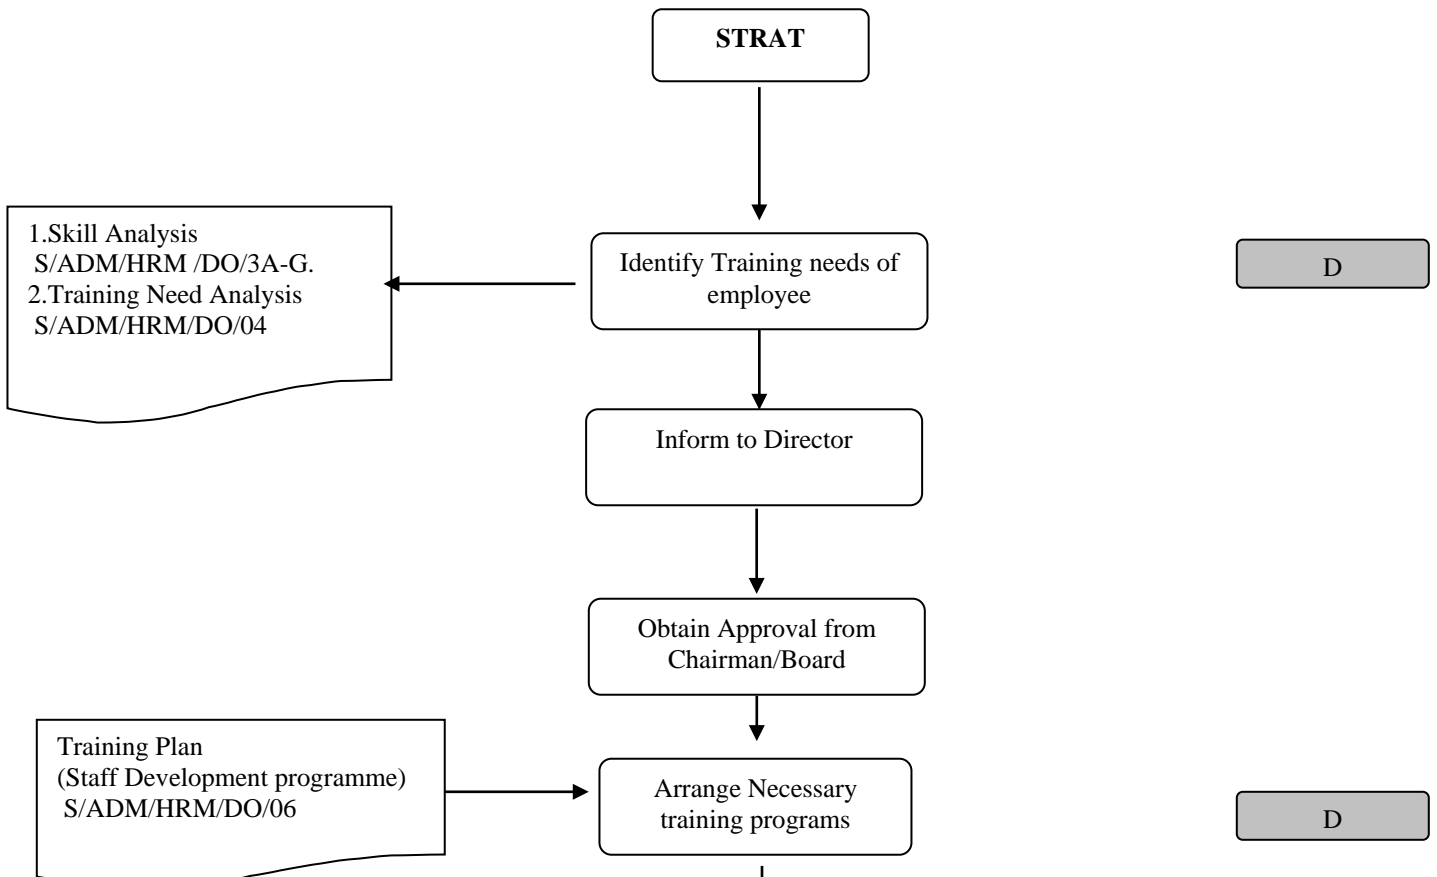 STRAT
1.Skill Analysis
S/ADM/HRM /DO/3A-G.
2.Training Need Analysis
S/ADM/HRM/DO/04
Identify Training needs of
employee
D
Inform to Director
Obtain Approval from
Chairman/Board
Training Plan
(Staff Development programme)
S/ADM/HRM/DO/06
Arrange Necessary
training programs
D